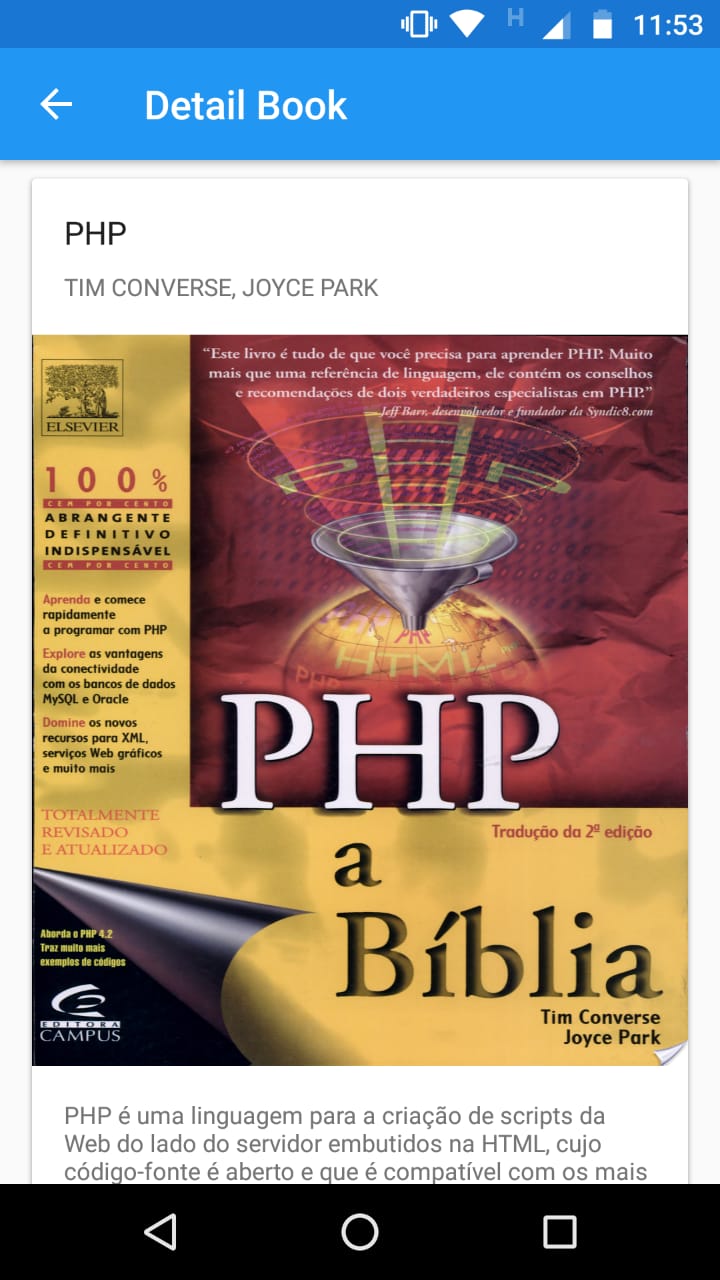 H
11:53
Detail Book
PHP
TIM CONVERSE, JOYCE PARK
“Este livro é tudo de que você precisa para aprender PHP. Muito
mais que uma referência de linguagem, ele contém os conselhos
e recomendações de dois verdadeiros especialistas em PHP.”
—Jeff Barr, desenvolvedor e fundador da Syndic8.com
ELSEVIER
100%
CEM POR CENTO
ABRANGENTE
DEFINITIVO
INDISPENSÁVEL
CEM POR CENTO
Aprenda e comece
rapidamente
a programar com PHP
Explore as vantagens
da conectividade
com os bancos de dados
MySQL e Oracle
Domine os novos
recursos para XML,
serviços Web gráficos
e muito mais
TOTALMENTE
REVISADO
E ATUALIZADO
Aborda o PHP 4.2
Traz muito mais
exemplos de códigos
EDITORA
CAMPUS
PHP
PHP
HTML
PHP
PHP
Tradução da 2ª edição
a
Bíblia
Tim Converse
Joyce Park
PHP é uma linguagem para a criação de scripts da
Web do lado do servidor embutidos na HTML, cujo
código-fonte é aberto e que é compatível com os mais